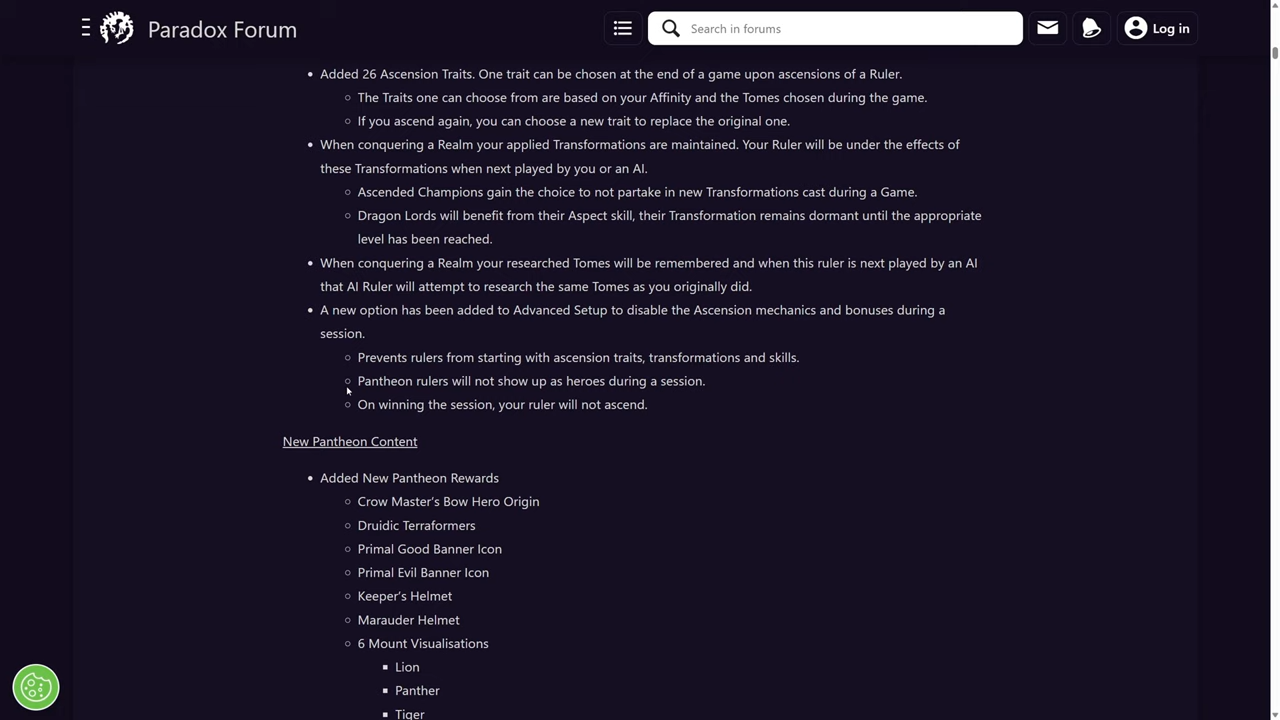 Paradox Forum
Search in forums
Log in
Added 26 Ascension Traits. One trait can be chosen at the end of a game upon ascensions of a Ruler.
The Traits one can choose from are based on your Affinity and the Tomes chosen during the game.
If you ascend again, you can choose a new trait to replace the original one.
When conquering a Realm your applied Transformations are maintained. Your Ruler will be under the effects
these Transformations when next played by you or an AI.
Ascended Champions gain the choice to not partake in new Transformations cast during a Game.
Dragon Lords will benefit from their Aspect skill, their Transformation remains dormant until the appropriate
level has been reached.
When conquering a Realm your researched Tomes will be remembered and when this ruler is next played by an AI
that AI Ruler will attempt to research the same Tomes as you originally did.
A new option has been added to Advanced Setup to disable the Ascension mechanics and bonuses during a
session.
Prevents rulers from starting with ascension traits, transformations and skills.
Pantheon rulers will not show up as heroes during a session.
On winning the session, your ruler will not ascend.
New Pantheon Content
Added New Pantheon Rewards
Crow Master’s Bow Hero Origin
Druidic Terraformers
Primal Good Banner Icon
Primal Evil Banner Icon
Keeper’s Helmet
Marauder Helmet
6 Mount Visualisations
Lion
Panther
Tiger